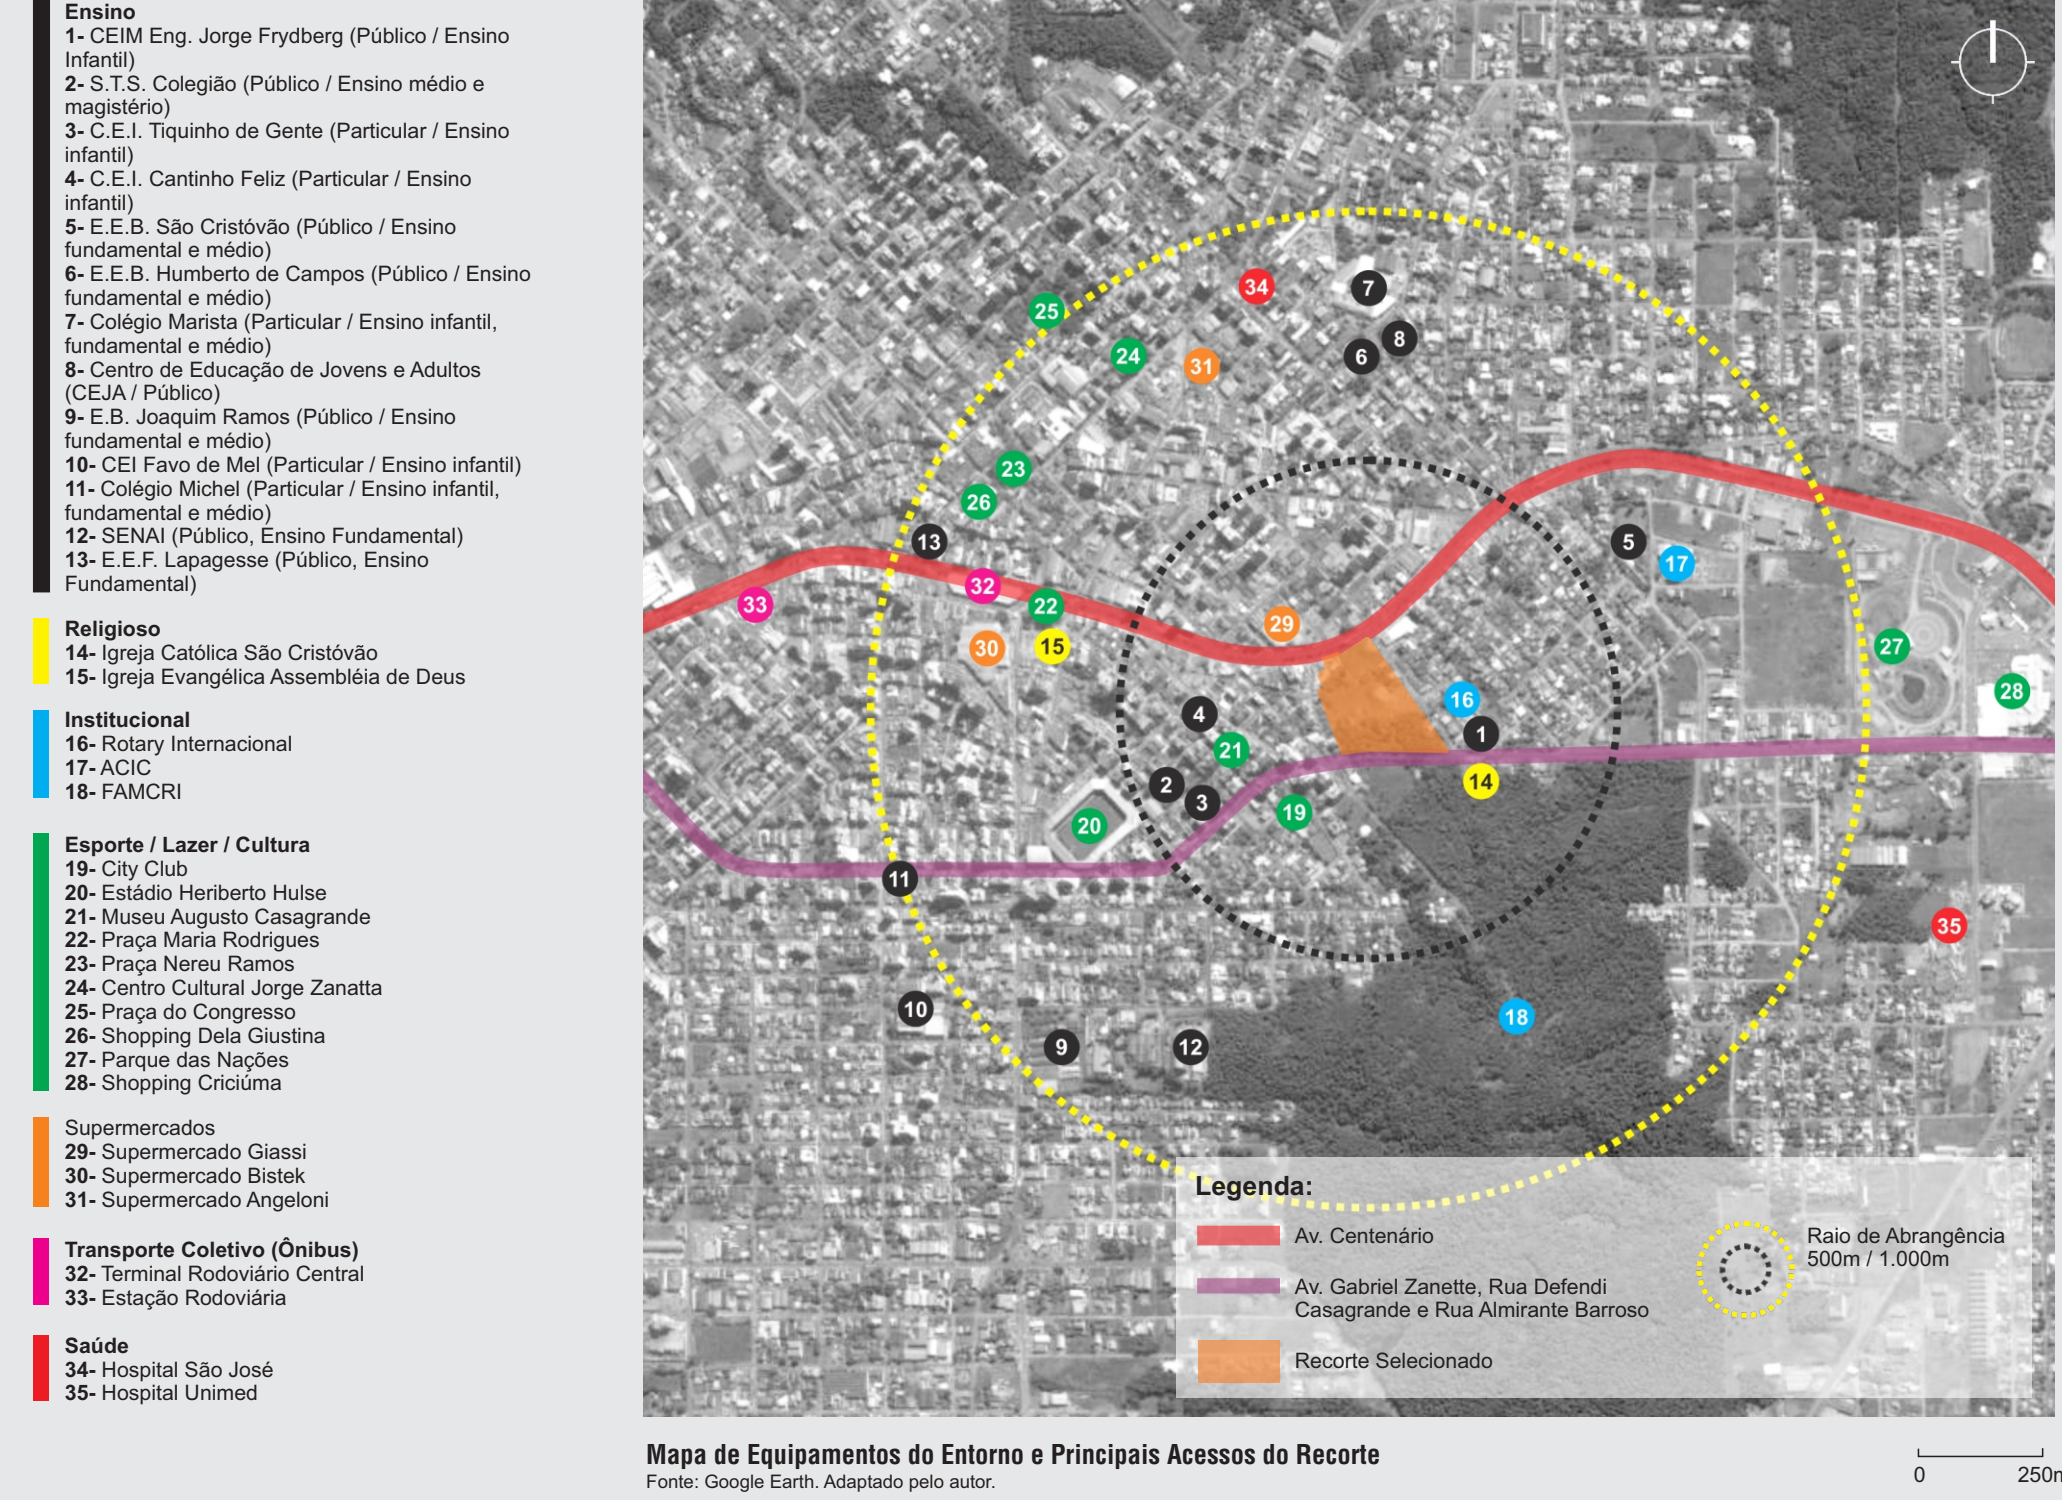 Ensino
1- CEIM Eng. Jorge Frydberg (Público / Ensino
Infantil)
2- S.T.S. Colegião (Público / Ensino médio e
magistério)
3- C.E.I. Tiquinho de Gente (Particular / Ensino
infantil)
4- C.E.I. Cantinho Feliz (Particular / Ensino
infantil)
5- E.E.B. São Cristóvão (Público / Ensino
fundamental e médio)
6- E.E.B. Humberto de Campos (Público / Ensino
fundamental e médio)
7- Colégio Marista (Particular / Ensino infantil,
fundamental e médio)
8- Centro de Educação de Jovens e Adultos
(CEJA / Público)
9- E.B. Joaquim Ramos (Público / Ensino
fundamental e médio)
10- CEI Favo de Mel (Particular / Ensino infantil)
11- Colégio Michel (Particular / Ensino infantil,
fundamental e médio)
12- SENAI (Público, Ensino Fundamental)
13- E.E.F. Lapagesse (Público, Ensino
Fundamental)
Religioso
14- Igreja Católica São Cristóvão
15- Igreja Evangélica Assembléia de Deus
Institucional
16- Rotary Internacional
17- ACIC
18- FAMCRI
Esporte / Lazer / Cultura
19- City Club
20- Estádio Heriberto Hulse
21- Museu Augusto Casagrande
22- Praça Maria Rodrigues
23- Praça Nereu Ramos
24- Centro Cultural Jorge Zanatta
25- Praça do Congresso
26- Shopping Dela Giustina
27- Parque das Nações
28- Shopping Criciúma
Supermercados
29- Supermercado Giassi
30- Supermercado Bistek
31- Supermercado Angeloni
Transporte Coletivo (Ônibus)
32- Terminal Rodoviário Central
33- Estação Rodoviária
Saúde
34- Hospital São José
35- Hospital Unimed
34
7
25
8
24
6
31
23
26
13
5
17
32
33
22
29
30
15
27
28
16
4
1
21
14
2
3
19
20
11
35
10
18
9
12
Legenda:
Av. Centenário
Av. Gabriel Zanette, Rua Defendi
Casagrande e Rua Almirante Barroso
Recorte Selecionado
Raio de Abrangência
500m / 1.000m
Mapa de Equipamentos do Entorno e Principais Acessos do Recorte
Fonte: Google Earth. Adaptado pelo autor.
0 250m